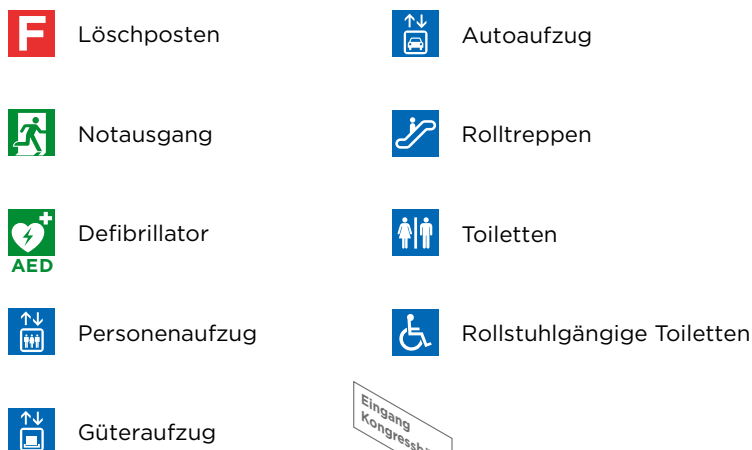 F Löschposten
Autoaufzug
Notausgang
Rolltreppen
Defibrillator
AED
Toiletten
Personenaufzug
Rollstuhlgängige Toiletten
Güteraufzug
Eingang